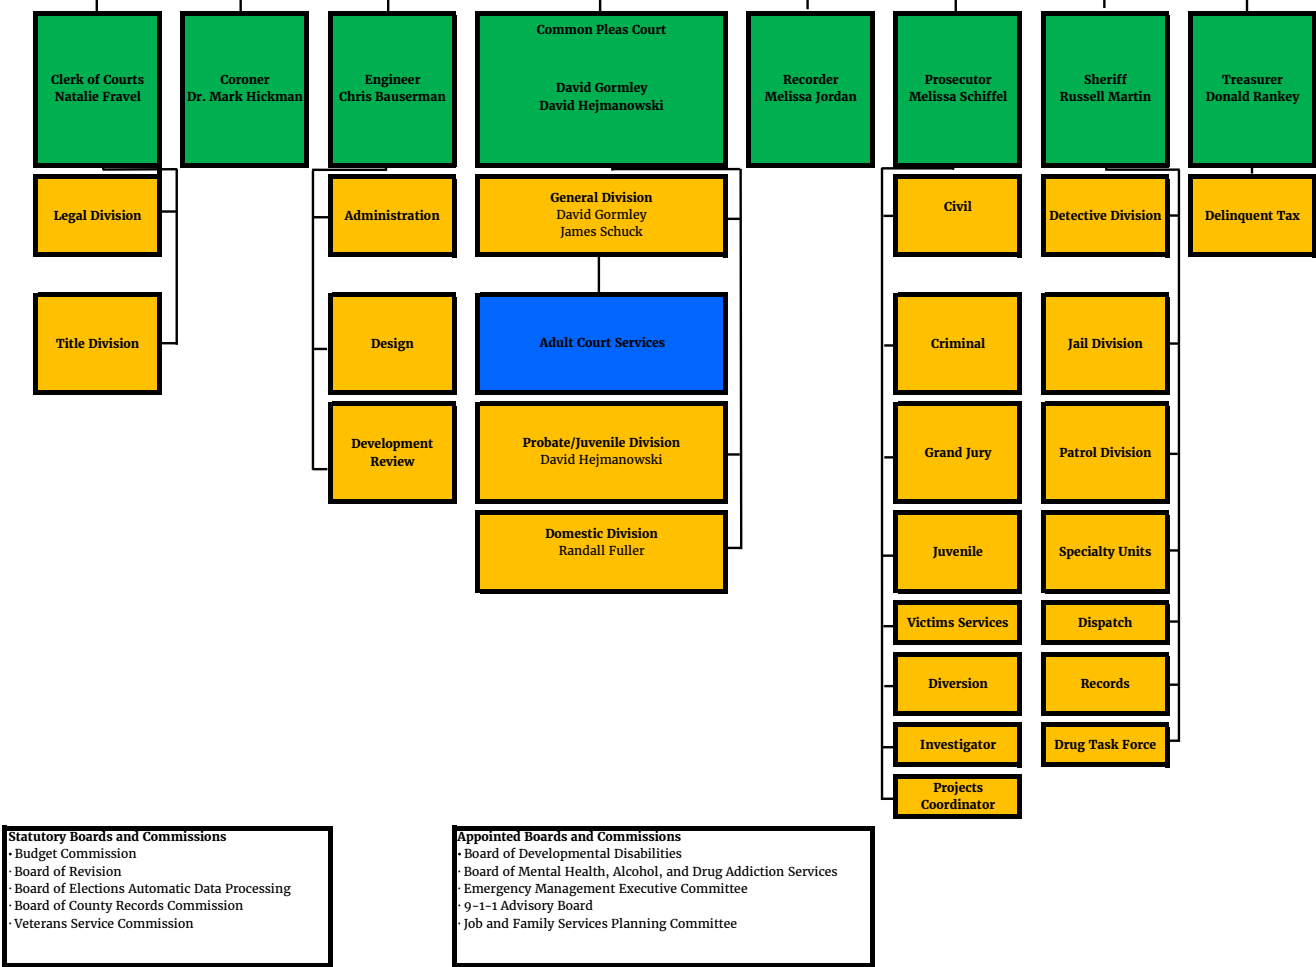 Clerk of Courts
Natalie Fravel
Coroner
Dr. Mark Hickman
Engineer
Chris Bauserman
Common Pleas Court
David Gormley
David Hejmanowski
Recorder
Melissa Jordan
Prosecutor
Melissa Schiffel
Sheriff
Russell Martin
Treasurer
Donald Rankey
Legal Division
Administration
General Division
David Gormley
James Schuck
Civil
Detective Division
Delinquent Tax
Title Division
Design
Adult Court Services
Criminal
Jail Division
Development
Review
Probate/Juvenile Division
David Hejmanowski
Grand Jury
Patrol Division
Domestic Division
Randall Fuller
Juvenile
Specialty Units
Victims Services
Dispatch
Diversion
Records
Investigator
Drug Task Force
Projects
Coordinator
Statutory Boards and Commissions
· Budget Commission
· Board of Revision
· Board of Elections Automatic Data Processing
· Board of County Records Commission
· Veterans Service Commission
Appointed Boards and Commissions
· Board of Developmental Disabilities
· Board of Mental Health, Alcohol, and Drug Addiction Services
· Emergency Management Executive Committee
· 9-1-1 Advisory Board
· Job and Family Services Planning Committee